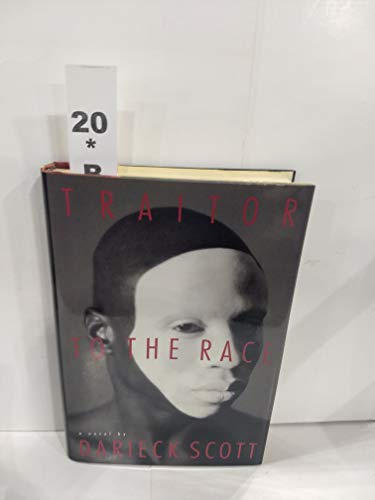 20
*
TRAITOR
TO THE RACE
a novel by
DARIECK SCOTT